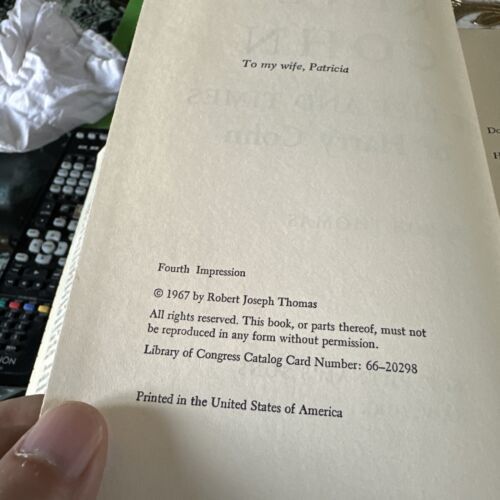 To my wife, Patricia
Fourth Impression
© 1967 by Robert Joseph Thomas
All rights reserved. This book, or parts thereof, must not
be reproduced in any form without permission.
Library of Congress Catalog Card Number: 66–20298
Printed in the United States of America